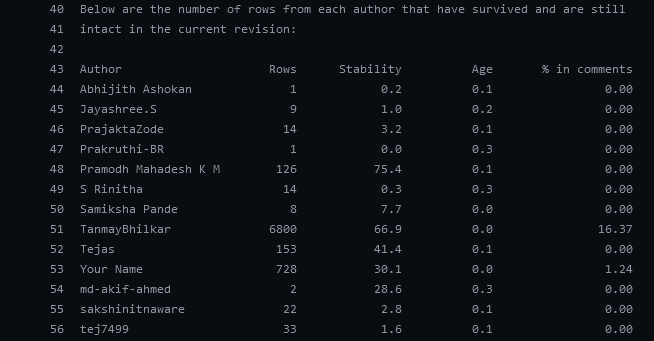 40 Below are the number of rows from each author that have survived and are still
41 intact in the current revision:
42
43 Author Rows Stability Age % in comments
44 Abhijith Ashokan 1 0.2 0.1 0.00
45 Jayashree.S 9 1.0 0.2 0.00
46 PrajaktaZode 14 3.2 0.1 0.00
47 Prakruthi-BR 1 0.0 0.3 0.00
48 Pramodh Mahadesh K M 126 75.4 0.1 0.00
49 S Rinitha 14 0.3 0.3 0.00
50 Samiksha Pande 8 7.7 0.0 0.00
51 TanmayBhilkar 6800 66.9 0.0 16.37
52 Tejas 153 41.4 0.1 0.00
53 Your Name 728 30.1 0.0 1.24
54 md-akif-ahmed 2 28.6 0.3 0.00
55 sakshinitnaware 22 2.8 0.1 0.00
56 tej7499 33 1.6 0.1 0.00